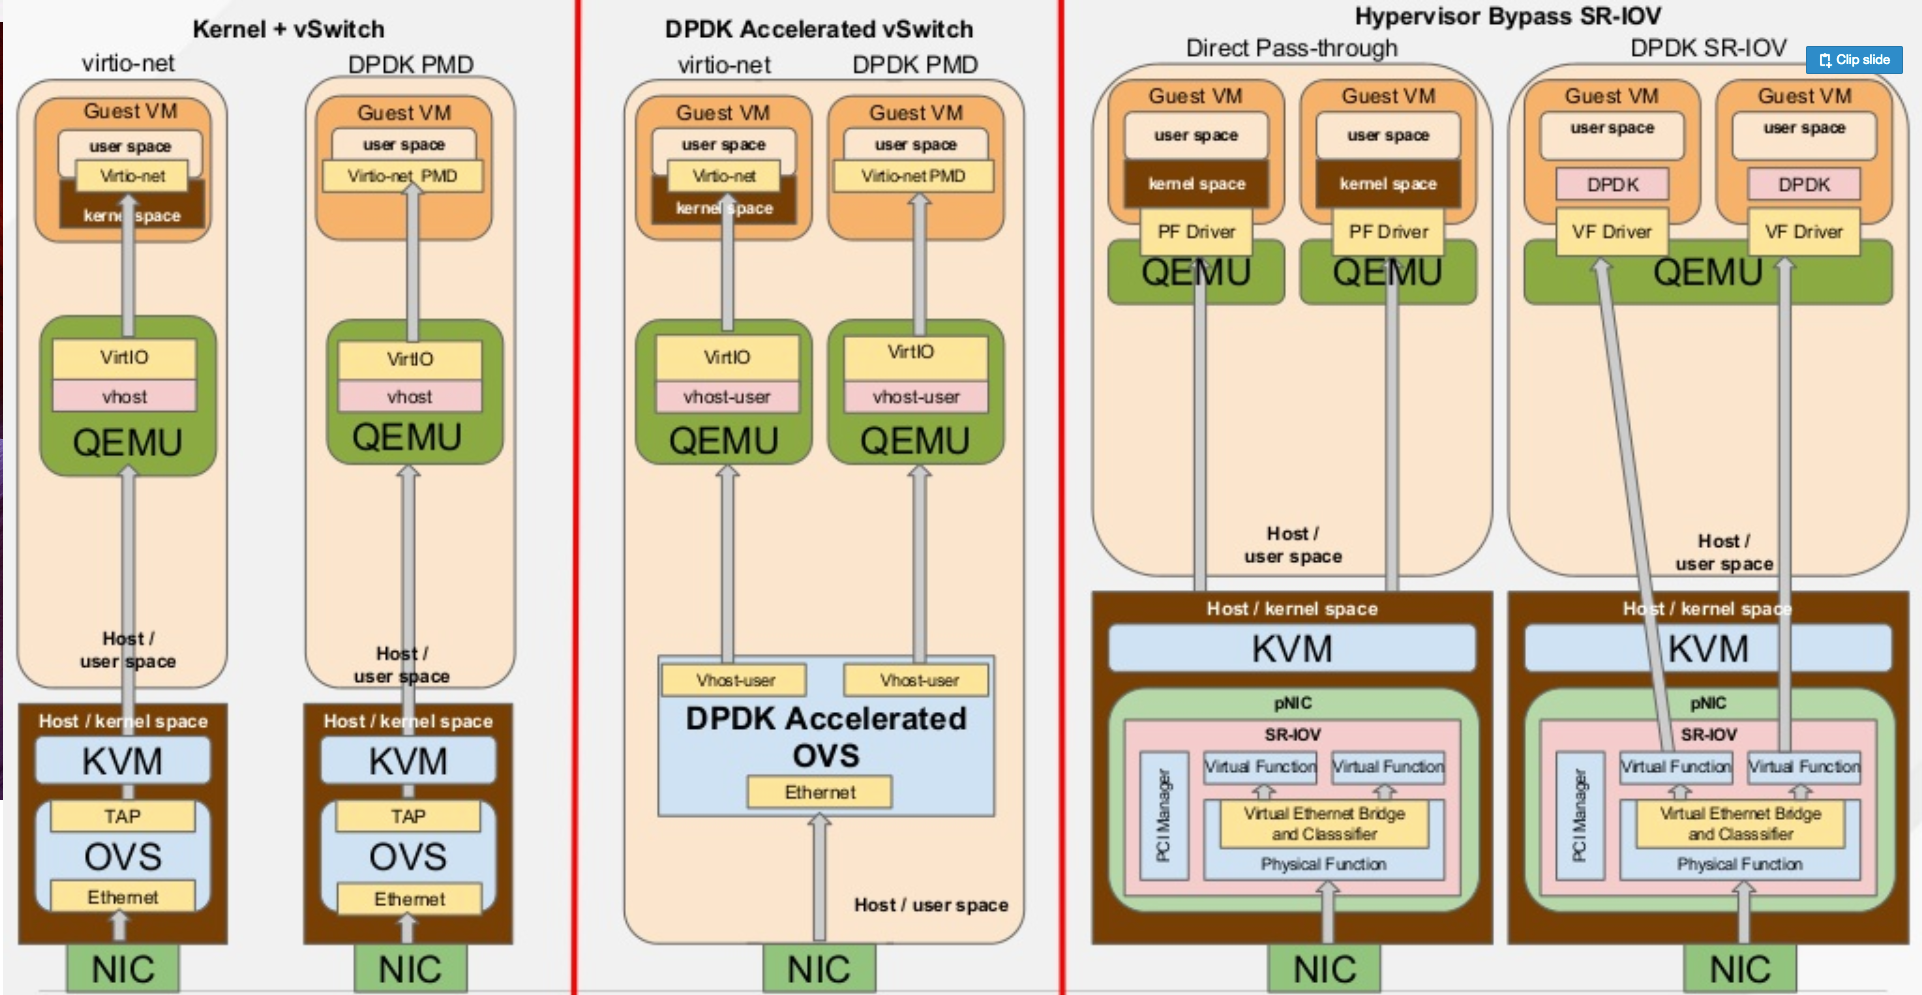 Kernel + vSwitch
virtio-net
DPDK PMD
Guest VM
user space
Virtio-net
kernel space
VirtIO
vhost
QEMU
Host /
user space
Host / kernel space
KVM
TAP
OVS
Ethernet
NIC
Guest VM
user space
Virtio-net PMD
VirtIO
vhost
QEMU
Host /
user space
Host / kernel space
KVM
TAP
OVS
Ethernet
NIC
DPDK Accelerated vSwitch
virtio-net
DPDK PMD
Guest VM
user space
Virtio-net
kernel space
VirtIO
vhost-user
QEMU
Guest VM
user space
Virtio-net PMD
VirtIO
vhost-user
QEMU
Vhost-user
Vhost-user
DPDK Accelerated
OVS
Ethernet
Host / user space
NIC
Hypervisor Bypass SR-IOV
Direct Pass-through
DPDK SR-IOV
Clip slide
Guest VM
user space
kernel space
PF Driver
QEMU
Guest VM
user space
kernel space
PF Driver
QEMU
Host /
user space
Host / kernel space
KVM
pNIC
SR-IOV
PCI Manager
Virtual Function
Virtual Function
Virtual Ethernet Bridge
and Classsifier
Physical Function
NIC
Guest VM
user space
DPDK
VF Driver
Guest VM
user space
DPDK
VF Driver
QEMU
Host /
user space
Host / kernel space
KVM
pNIC
SR-IOV
PCI Manager
Virtual Function
Virtual Function
Virtual Ethernet Bridge
and Classsifier
Physical Function
NIC